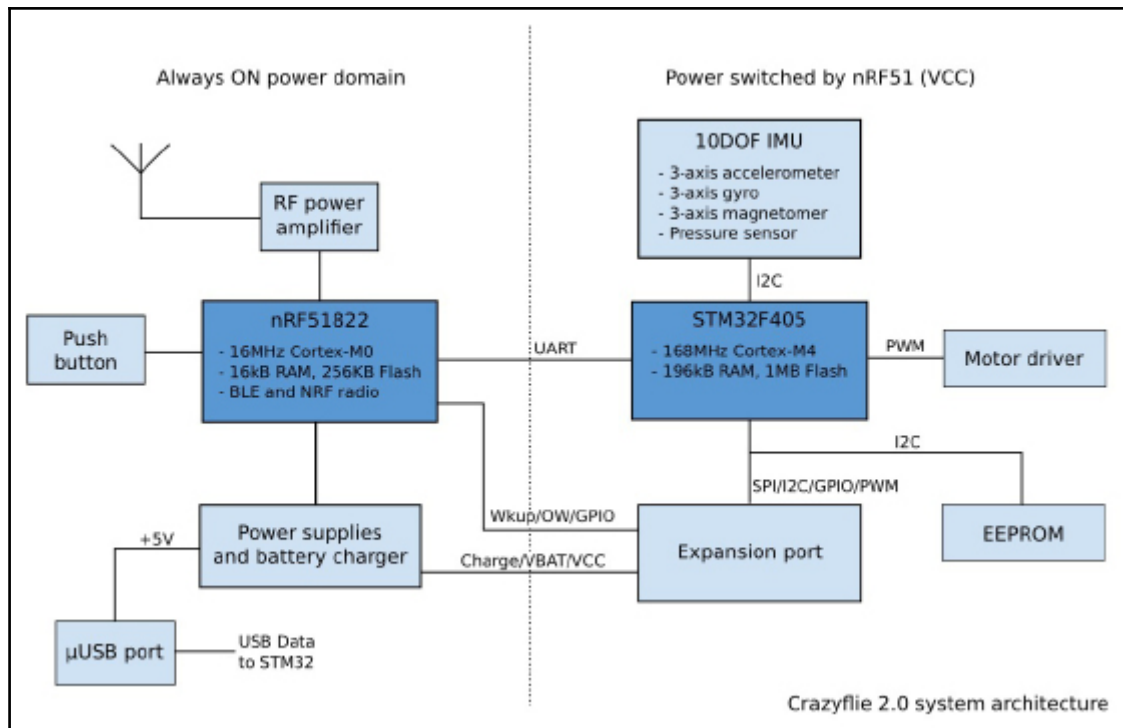 Always ON power domain
Power switched by nRF51 (VCC)
10DOF IMU
- 3-axis accelerometer
- 3-axis gyro
- 3-axis magnetomer
- Pressure sensor
RF power
amplifier
I2C
nRF51822
- 16MHz Cortex-M0
- 16kB RAM, 256KB Flash
- BLE and NRF radio
Push
button
UART
STM32F405
- 168MHz Cortex-M4
- 196kB RAM, 1MB Flash
PWM
Motor driver
I2C
SPI/I2C/GPIO/PWM
Wkup/OW/GPIO
Power supplies
and battery charger
+5V
Charge/VBAT/VCC
Expansion port
EEPROM
µUSB port
USB Data
to STM32
Crazyflie 2.0 system architecture